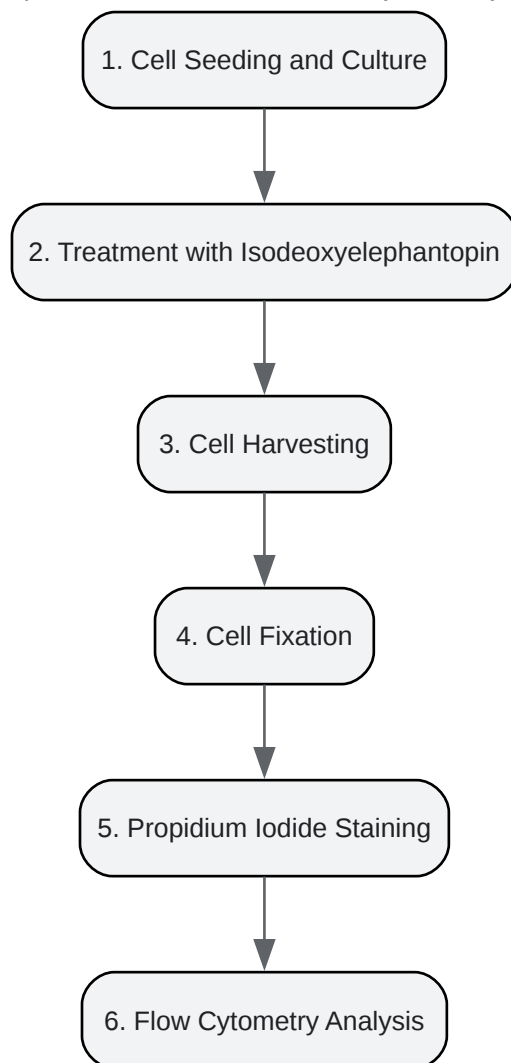 1. Cell Seeding and Culture
2. Treatment with Isodeoxyelephantopin
3. Cell Harvesting
4. Cell Fixation
5. Propidium Iodide Staining
6. Flow Cytometry Analysis